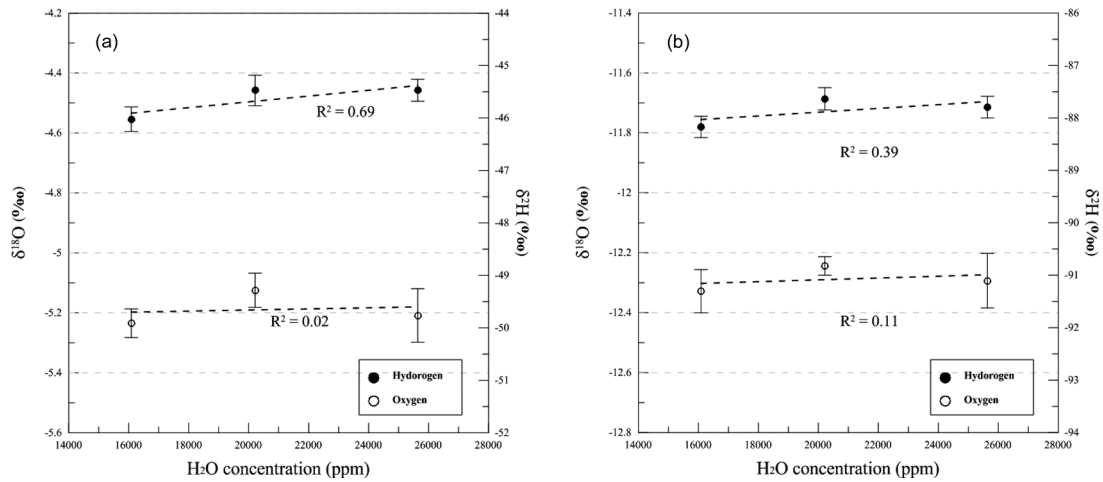 (a)
-4.2
-4.4
-4.6
-4.8
-5
-5.2
-5.4
-5.6
δ¹⁸O (‰)
-44
-45
-46
-47
-48
-49
-50
-51
-52
δ²H (‰)
R² = 0.69
R² = 0.02
Hydorogen
Oxygen
14000 16000 18000 20000 22000 24000 26000 28000
H2O concentration (ppm)
(b)
-11.4
-11.6
-11.8
-12
-12.2
-12.4
-12.6
-12.8
δ¹⁸O (‰)
-86
-87
-88
-89
-90
-91
-92
-93
-94
δ²H (‰)
R² = 0.39
R² = 0.11
Hydorogen
Oxygen
14000 16000 18000 20000 22000 24000 26000 28000
H2O concentration (ppm)